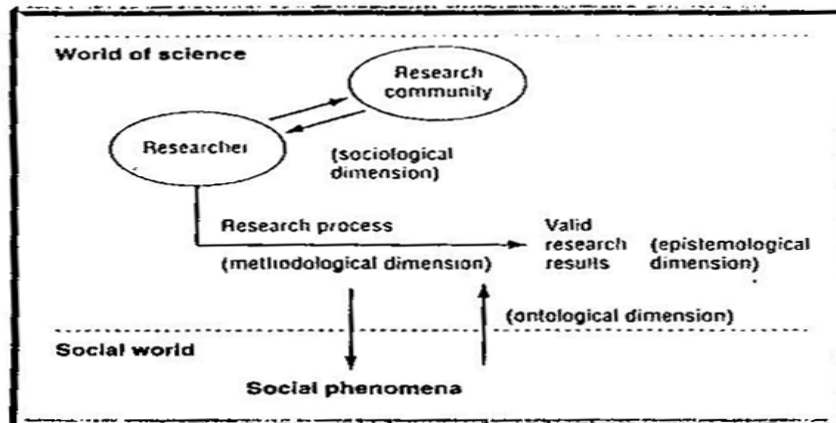 World of science
Research
community
Researcher
(sociological
dimension)
Research process
(methodological dimension)
Valid
research
results
(epistemological
dimension)
(ontological dimension)
Social world
Social phenomena